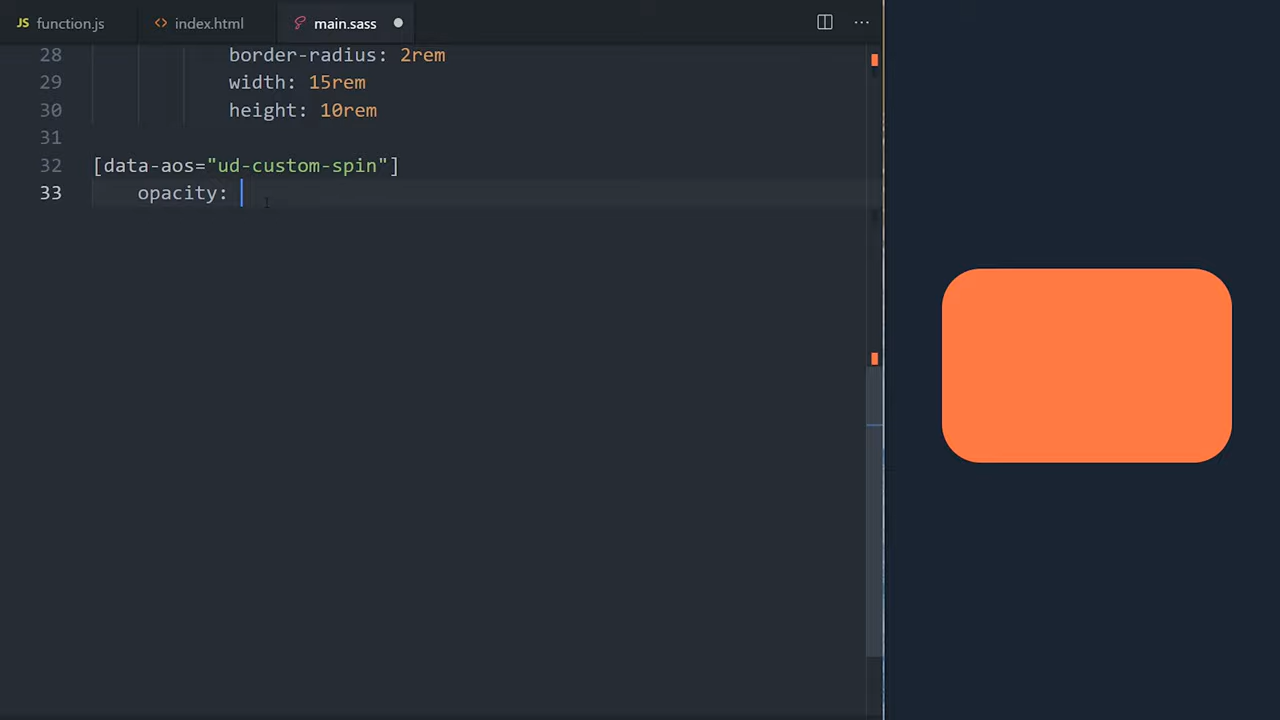 JS function.js <> index.html main.sass
28 border-radius: 2rem
29 width: 15rem
30 height: 10rem
31
32 [data-aos="ud-custom-spin"]
33 opacity: